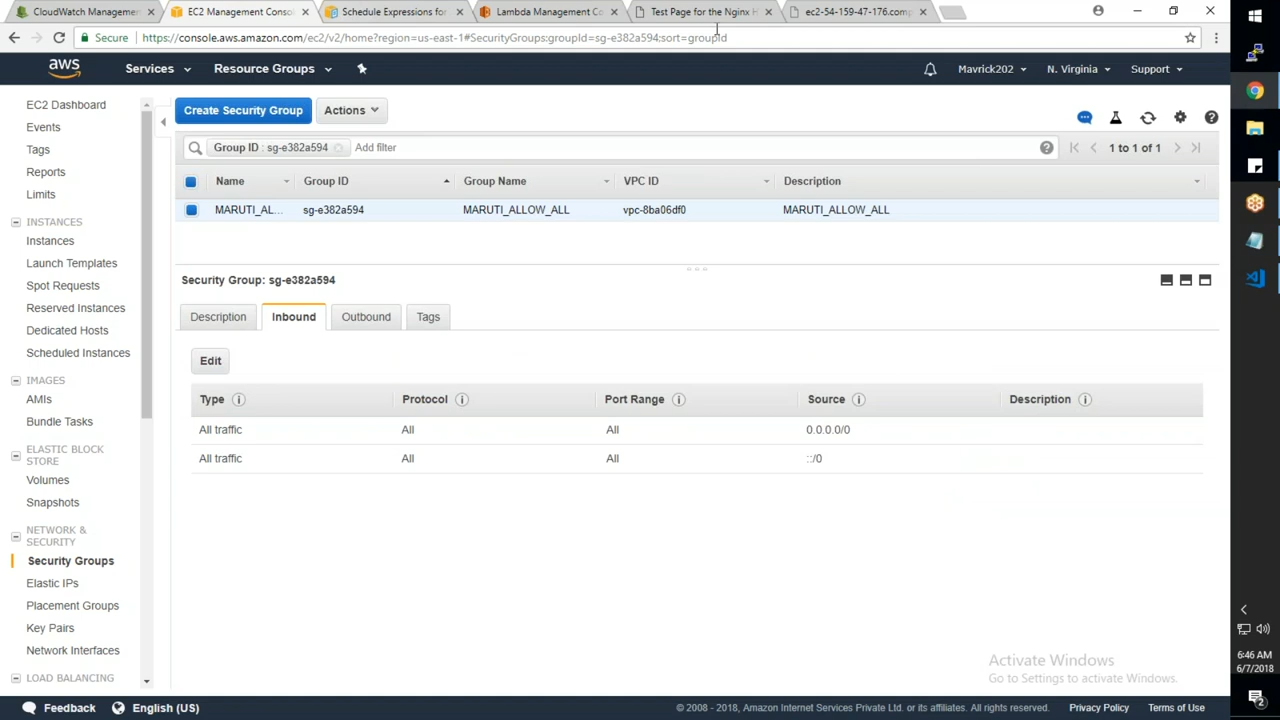 CloudWatch Managemen
EC2 Management Conso
Schedule Expressions for
Lambda Management Co
Test Page for the Nginx H
ec2-54-159-47-176.comp
Secure
https://console.aws.amazon.com/ec2/v2/home?region=us-east-1#SecurityGroups:groupId=sg-e382a594;sort=groupId
aws
Services
Resource Groups
Mavrick202
N. Virginia
Support
EC2 Dashboard
Events
Tags
Reports
Limits
INSTANCES
Instances
Launch Templates
Spot Requests
Reserved Instances
Dedicated Hosts
Scheduled Instances
IMAGES
AMIs
Bundle Tasks
ELASTIC BLOCK
STORE
Volumes
Snapshots
NETWORK &
SECURITY
Security Groups
Elastic IPs
Placement Groups
Key Pairs
Network Interfaces
LOAD BALANCING
Create Security Group
Actions
Group ID : sg-e382a594
Add filter
1 to 1 of 1
Name Group ID Group Name VPC ID Description
MARUTI_AL... sg-e382a594 MARUTI_ALLOW_ALL vpc-8ba06df0 MARUTI_ALLOW_ALL
Security Group: sg-e382a594
Description Inbound Outbound Tags
Edit
Type Protocol Port Range Source Description
All traffic All All 0.0.0.0/0
All traffic All All ::/0
Activate Windows
Go to Settings to activate Windows.
6:46 AM
6/7/2018
2
Feedback
English (US)
© 2008 - 2018, Amazon Internet Services Private Ltd. or its affiliates. All rights reserved.
Privacy Policy
Terms of Use